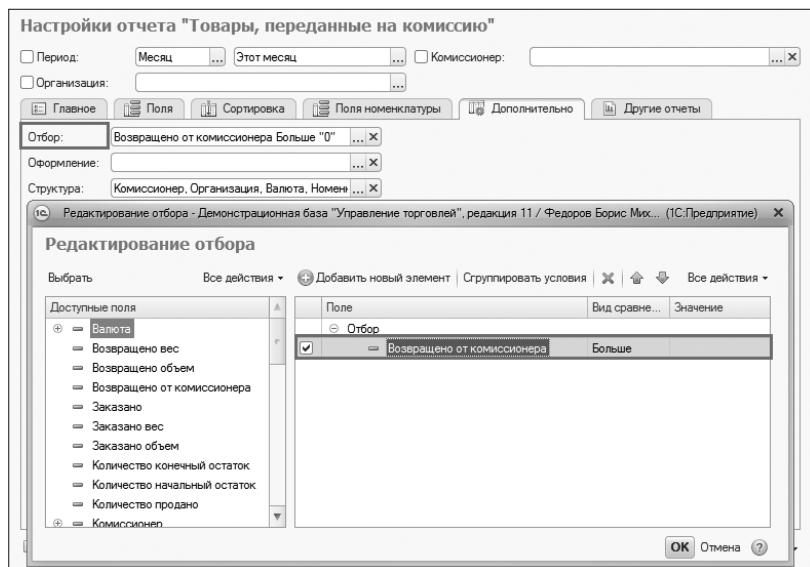 Настройки отчета "Товары, переданные на комиссию"
Период: Месяц ... Этот месяц ... Комиссионер: ... x
Организация: ...
Главное Поля Сортировка Поля номенклатуры Дополнительно Другие отчеты
Отбор: Возвращено от комиссионера Больше "0" ... x
Оформление: ... x
Структура: Комиссионер, Организация, Валюта, Номен ... x
1С Редактирование отбора - Демонстрационная база "Управление торговлей", редакция 11 / Федоров Борис Мих... (1С:Предприятие) x
Редактирование отбора
Выбрать Все действия Добавить новый элемент Сгруппировать условия Все действия
Доступные поля Поле Вид сравне... Значение
Валюта Отбор
Возвращено вес Возвращено от комиссионера Больше
Возвращено объем
Возвращено от комиссионера
Заказано
Заказано вес
Заказано объем
Количество конечный остаток
Количество начальный остаток
Количество продано
Комиссионер
OK Отмена ?